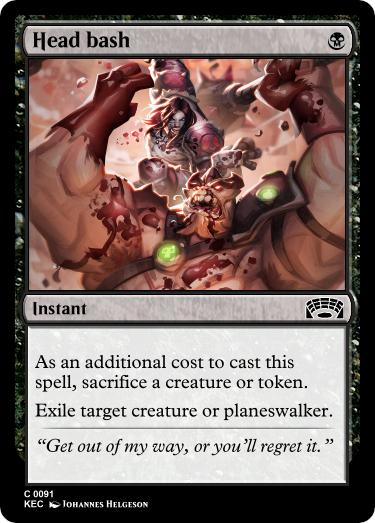 Head bash
Instant
As an additional cost to cast this
spell, sacrifice a creature or token.
Exile target creature or planeswalker.
“Get out of my way, or you’ll regret it.”
C 0091
KEC Johannes Helgeson